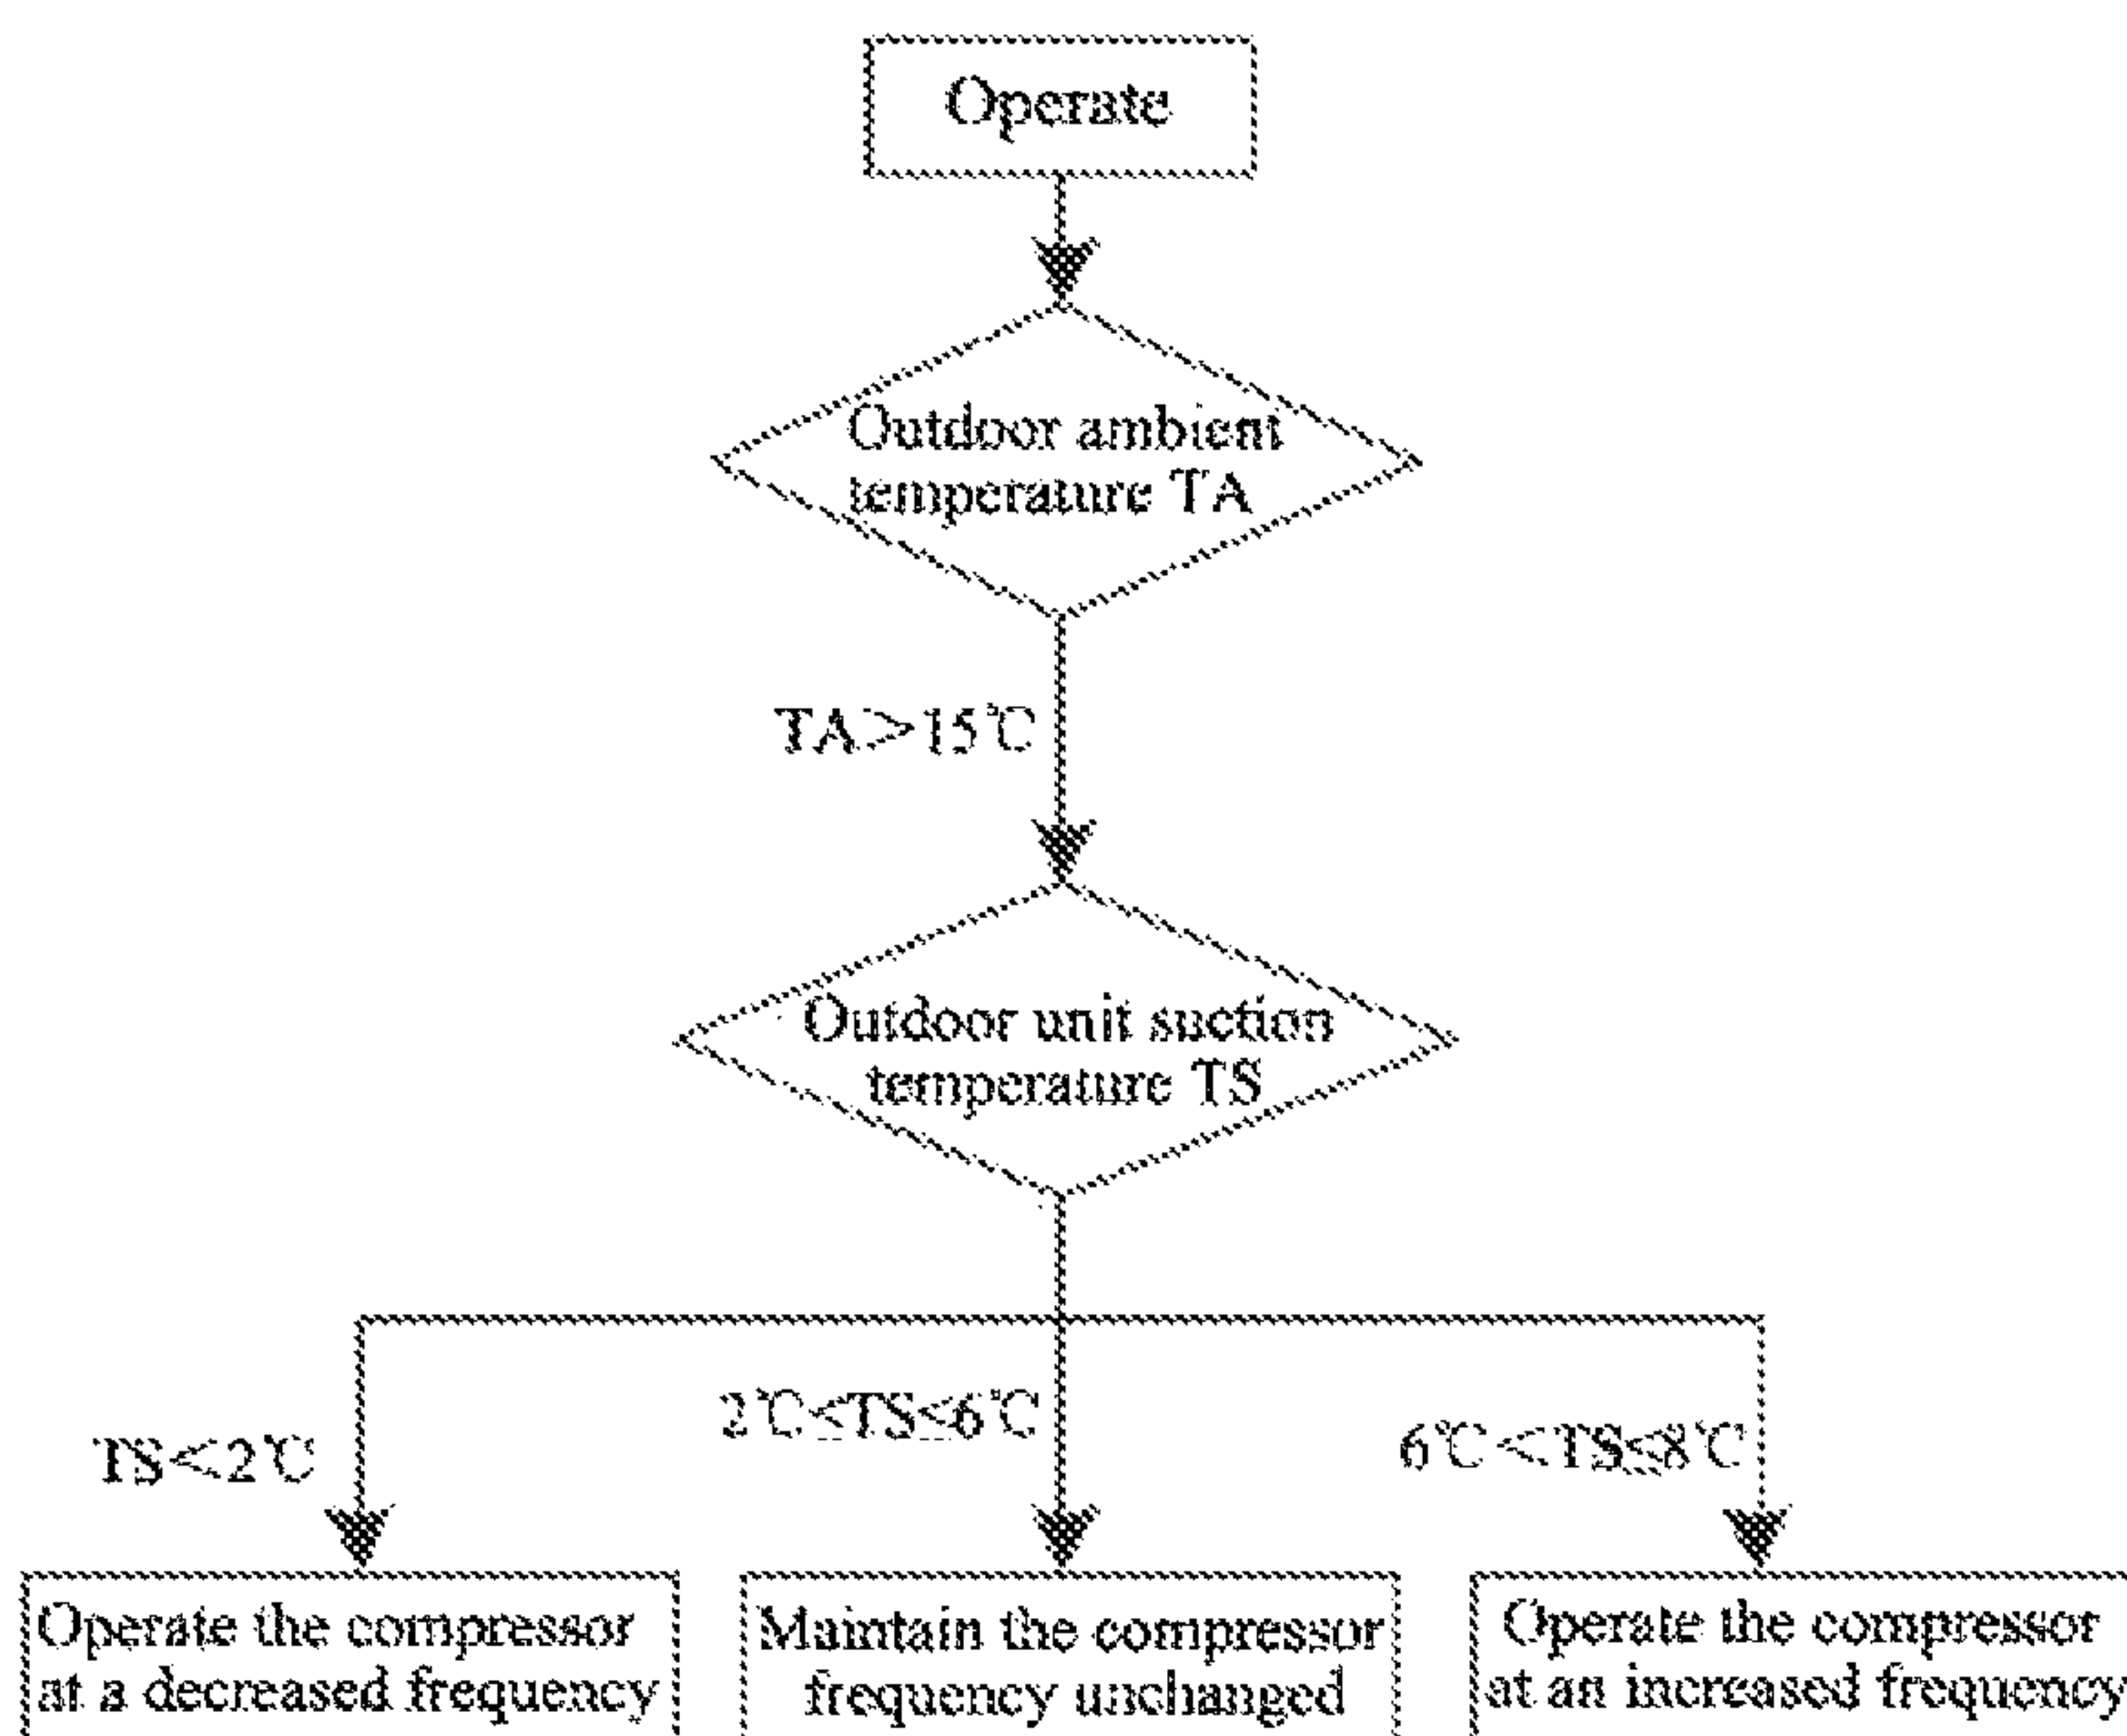 Operate
Outdoor ambient
temperature TA
TA>15℃
Outdoor unit suction
temperature TS
TS<2℃
2℃≤TS≤6℃
6℃<TS≤8℃
Operate the compressor
at a decreased frequency
Maintain the compressor
frequency unchanged
Operate the compressor
at an increased frequency